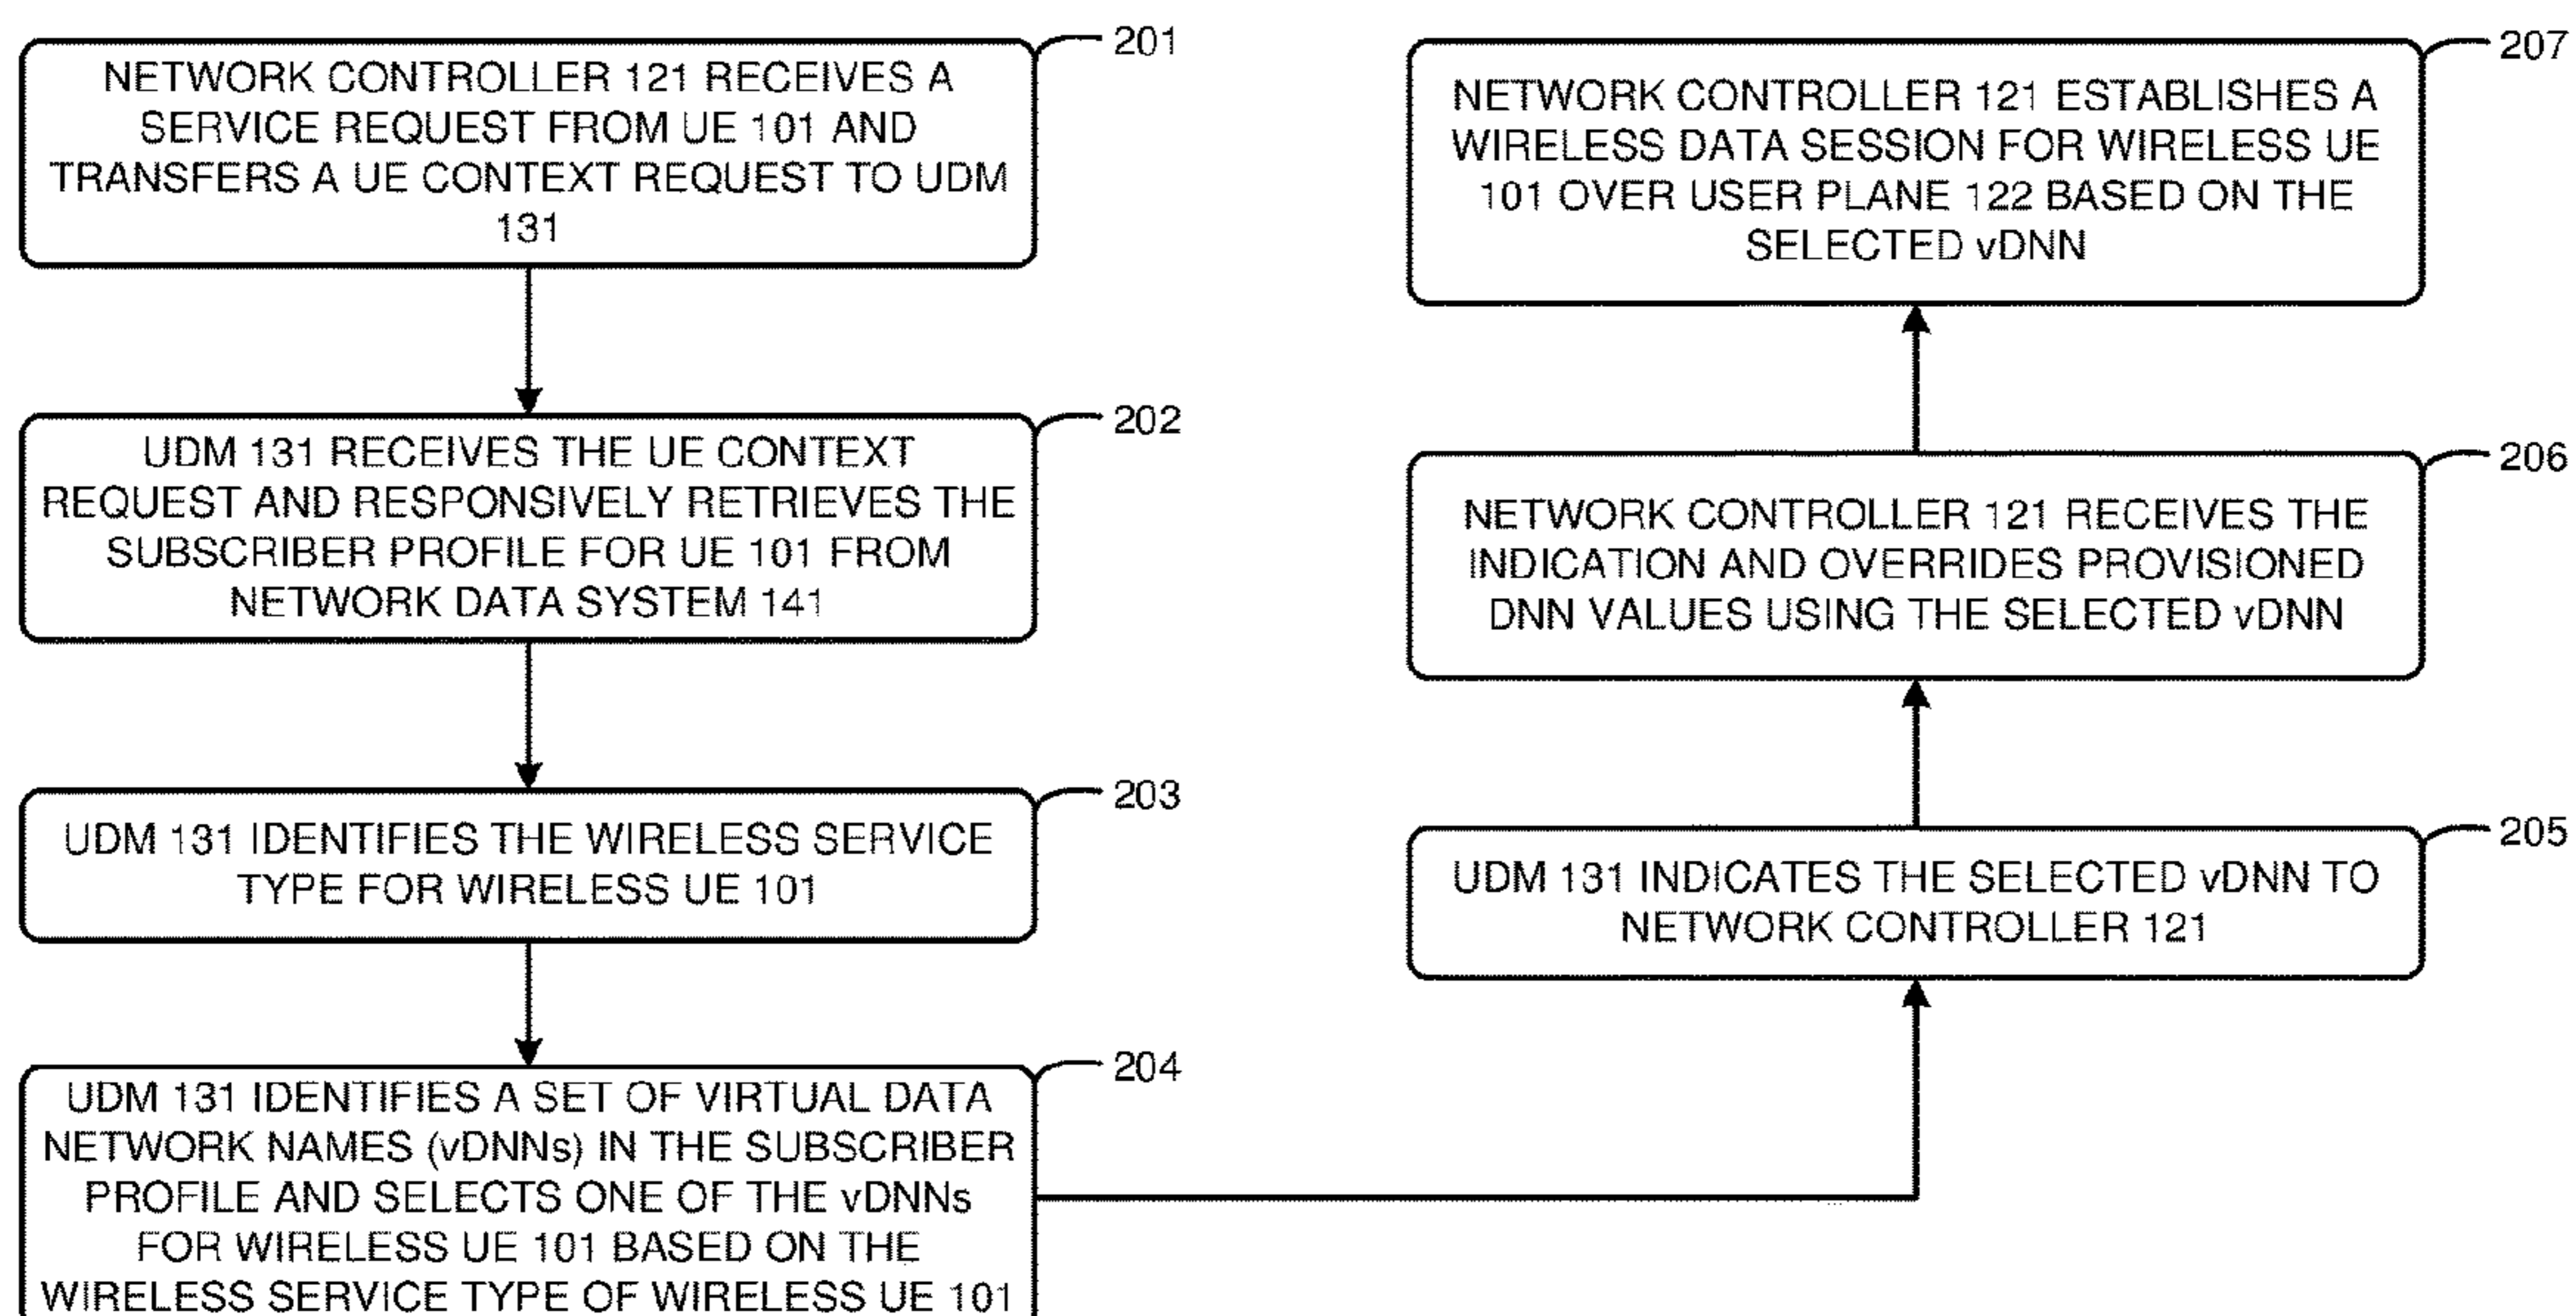 201
NETWORK CONTROLLER 121 RECEIVES A
SERVICE REQUEST FROM UE 101 AND
TRANSFERS A UE CONTEXT REQUEST TO UDM
131
202
UDM 131 RECEIVES THE UE CONTEXT
REQUEST AND RESPONSIVELY RETRIEVES THE
SUBSCRIBER PROFILE FOR UE 101 FROM
NETWORK DATA SYSTEM 141
203
UDM 131 IDENTIFIES THE WIRELESS SERVICE
TYPE FOR WIRELESS UE 101
204
UDM 131 IDENTIFIES A SET OF VIRTUAL DATA
NETWORK NAMES (vDNNs) IN THE SUBSCRIBER
PROFILE AND SELECTS ONE OF THE vDNNs
FOR WIRELESS UE 101 BASED ON THE
WIRELESS SERVICE TYPE OF WIRELESS UE 101
205
UDM 131 INDICATES THE SELECTED vDNN TO
NETWORK CONTROLLER 121
206
NETWORK CONTROLLER 121 RECEIVES THE
INDICATION AND OVERRIDES PROVISIONED
DNN VALUES USING THE SELECTED vDNN
207
NETWORK CONTROLLER 121 ESTABLISHES A
WIRELESS DATA SESSION FOR WIRELESS UE
101 OVER USER PLANE 122 BASED ON THE
SELECTED vDNN